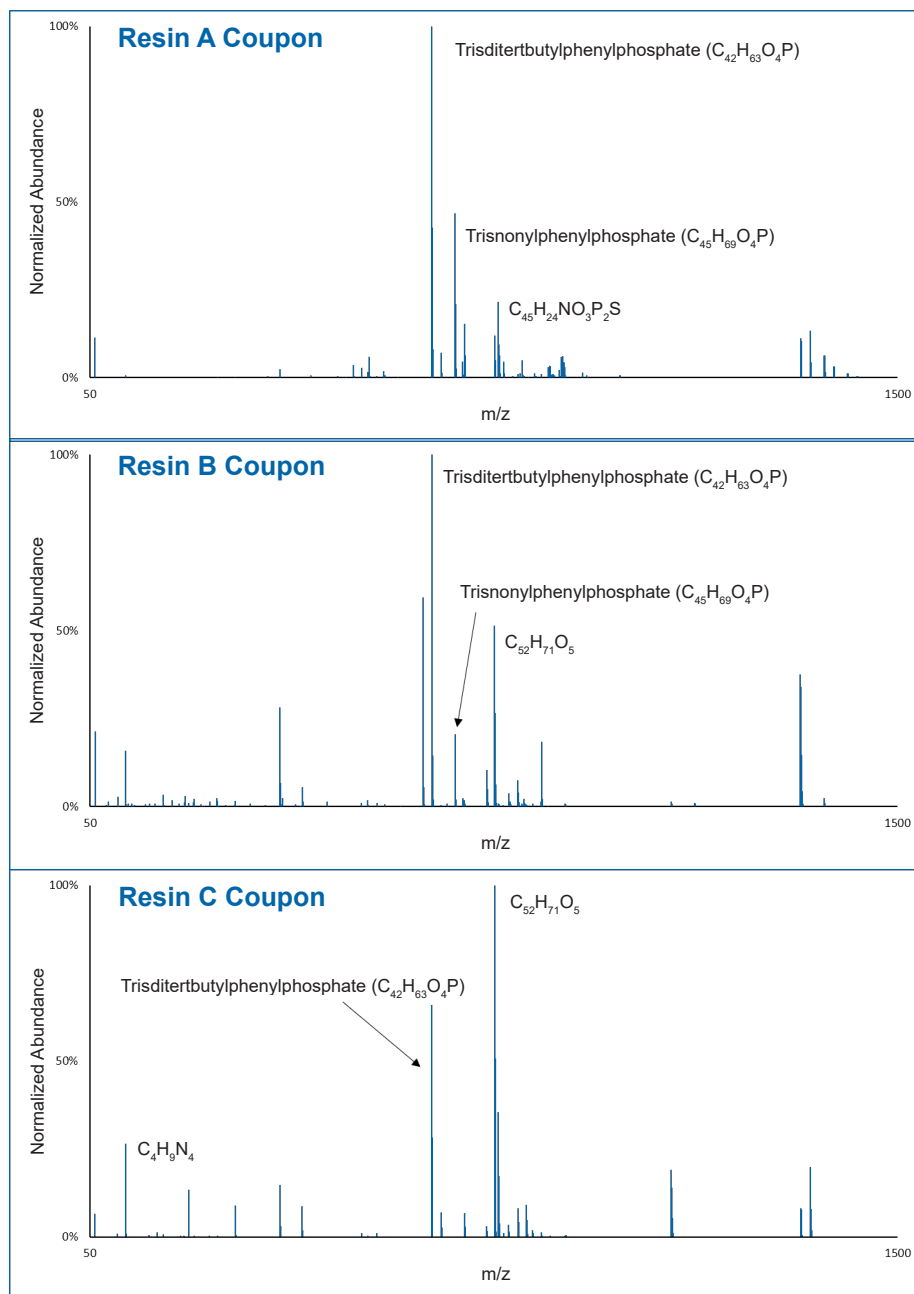 Resin A Coupon
100%
Trisditertbutylphenylphosphate (C₄₂H₆₃O₄P)
50%
Trisnonylphenylphosphate (C₄₅H₆₉O₄P)
C₄₅H₂₄NO₃P₂S
0%
50
1500
Normalized Abundance
m/z
Resin B Coupon
100%
Trisditertbutylphenylphosphate (C₄₂H₆₃O₄P)
Trisnonylphenylphosphate (C₄₅H₆₉O₄P)
50%
C₅₂H₇₁O₅
0%
50
1500
Normalized Abundance
m/z
Resin C Coupon
100%
C₅₂H₇₁O₅
Trisditertbutylphenylphosphate (C₄₂H₆₃O₄P)
50%
C₄H₉N₄
0%
50
1500
Normalized Abundance
m/z